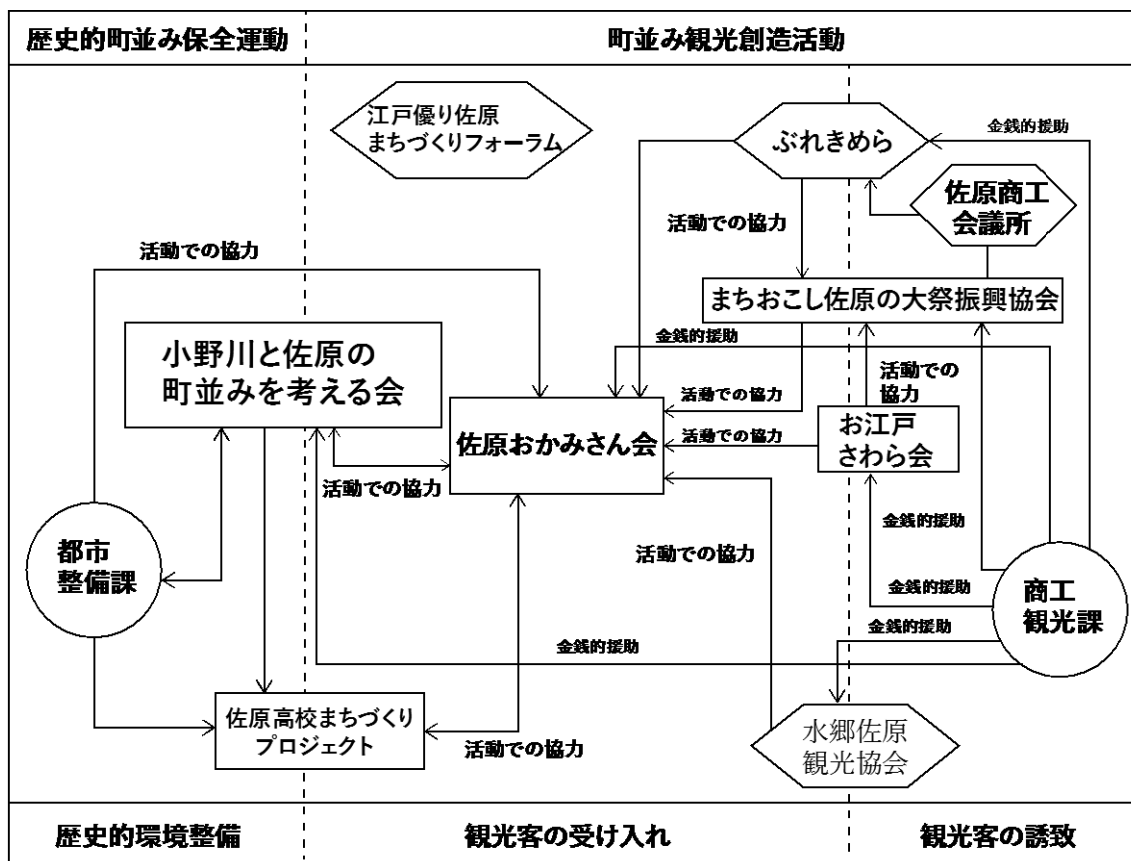 歴史的町並み保全運動
町並み観光創造活動
江戸優り佐原
まちづくりフォーラム
ぶれきめら
金銭的援助
佐原商工
会議所
活動での協力
活動での協力
まちおこし佐原の大祭振興協会
小野川と佐原の
町並みを考える会
金銭的援助
活動での
協力
活動での協力
佐原おかみさん会
活動での協力
お江戸
さわら会
活動での協力
金銭的援助
都市
整備課
活動での協力
金銭的援助
商工
観光課
金銭的援助
金銭的援助
佐原高校まちづくり
プロジェクト
活動での協力
水郷佐原
観光協会
歴史的環境整備
観光客の受け入れ
観光客の誘致